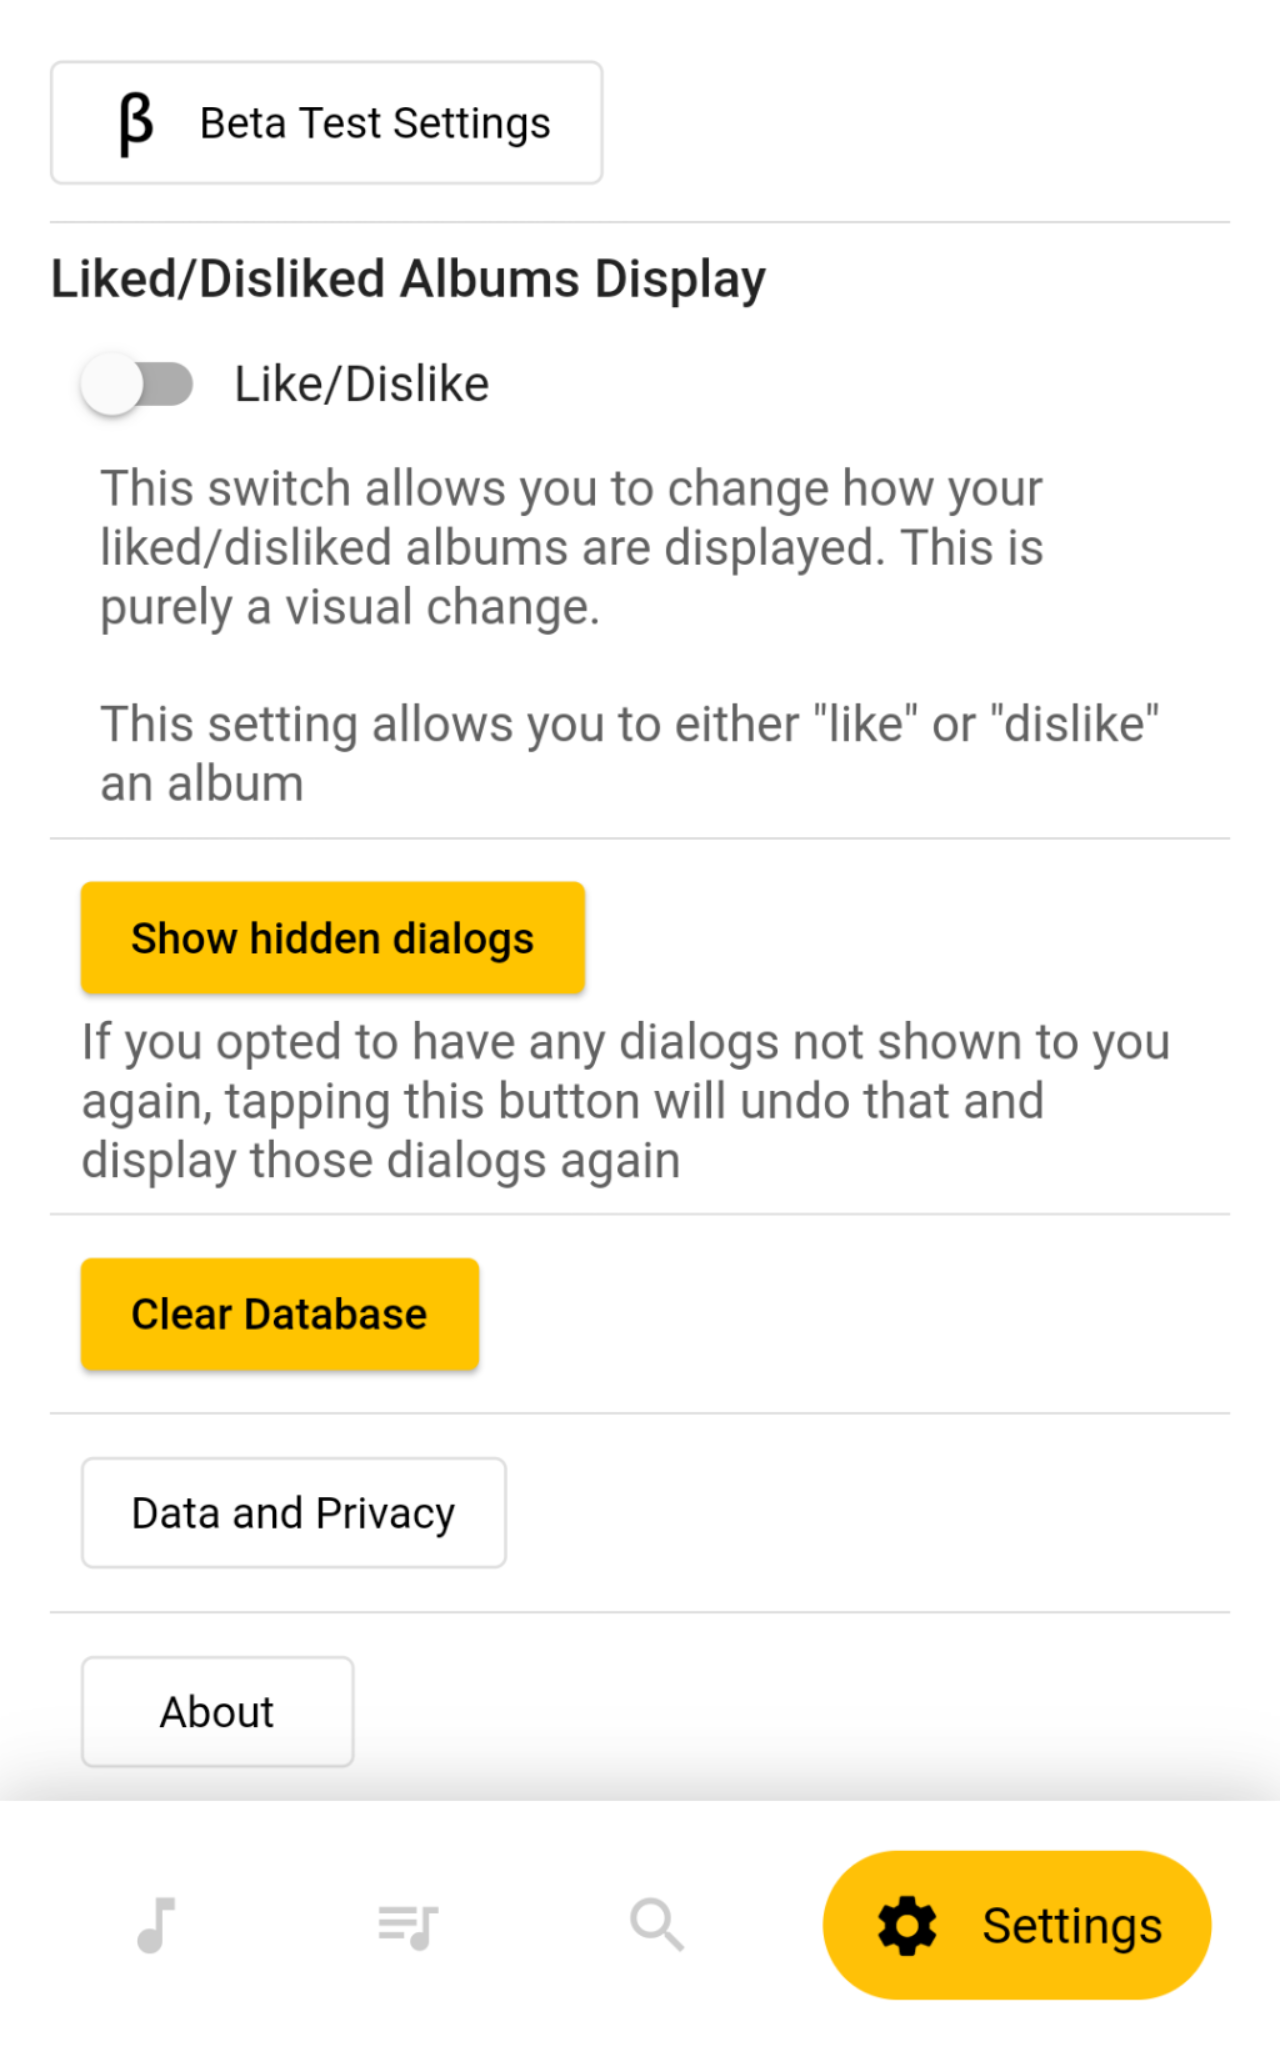 β Beta Test Settings
Liked/Disliked Albums Display
Like/Dislike
This switch allows you to change how your
liked/disliked albums are displayed. This is
purely a visual change.
This setting allows you to either "like" or "dislike"
an album
Show hidden dialogs
If you opted to have any dialogs not shown to you
again, tapping this button will undo that and
display those dialogs again
Clear Database
Data and Privacy
About
Settings